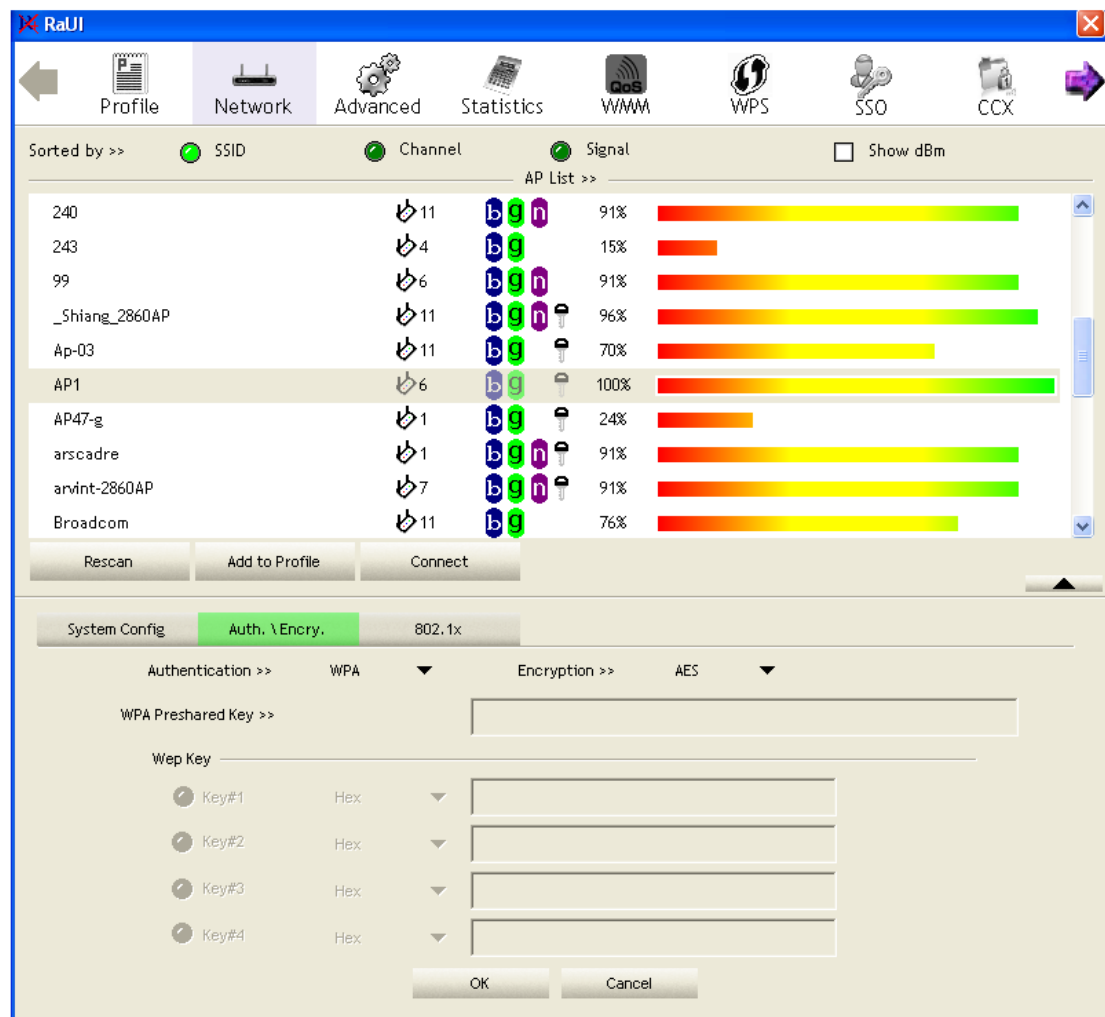 RaUI
Profile Network Advanced Statistics WMM WPS SSO CCX
Sorted by >> SSID Channel Signal Show dBm
AP List >>
240 11 b g n 91%
243 4 b g 15%
99 6 b g n 91%
_Shiang_2860AP 11 b g n 96%
Ap-03 11 b g 70%
AP1 6 b g 100%
AP47-g 1 b g 24%
arscadre 1 b g n 91%
arvint-2860AP 7 b g n 91%
Broadcom 11 b g 76%
Rescan Add to Profile Connect
System Config Auth. \ Encry. 802.1x
Authentication >> WPA Encryption >> AES
WPA Preshared Key >>
Wep Key
Key#1 Hex
Key#2 Hex
Key#3 Hex
Key#4 Hex
OK Cancel